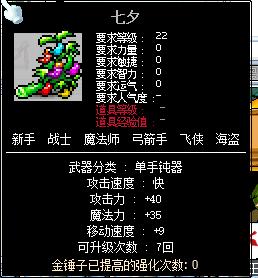 七夕
要求等级: 22
要求力量: 0
要求敏捷: 0
要求智力: 0
要求运气: 0
要求人气度: -
道具等级: -
道具经验值: -
新手 战士 魔法师 弓箭手 飞侠 海盗
武器分类 : 单手钝器
攻击速度 : 快
攻击力 : +40
魔法力 : +35
移动速度 : +9
可升级次数 : 7回
金锤子已提高的强化次数: 0